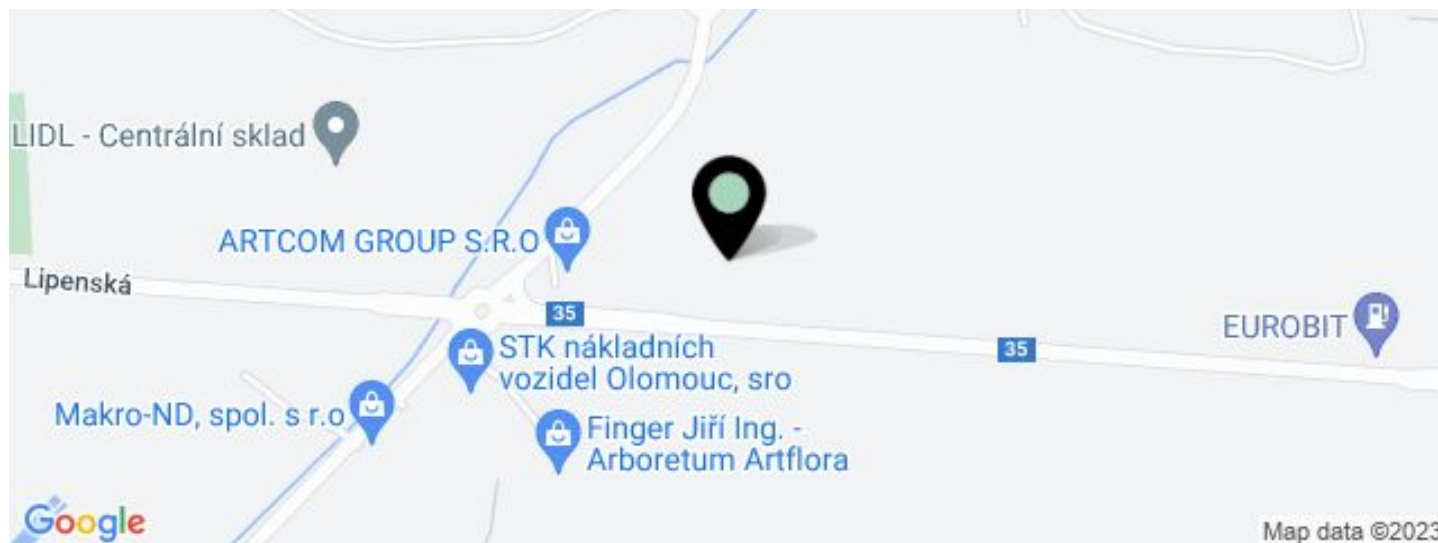 LIDL - Centrální sklad
ARTCOM GROUP S.R.O
Lipenská
35
EUROBIT
35
STK nákladních
vozidel Olomouc, sro
Makro-ND, spol. s r.o
Finger Jiří Ing. -
Arboretum Artflora
Google
Map data ©2023